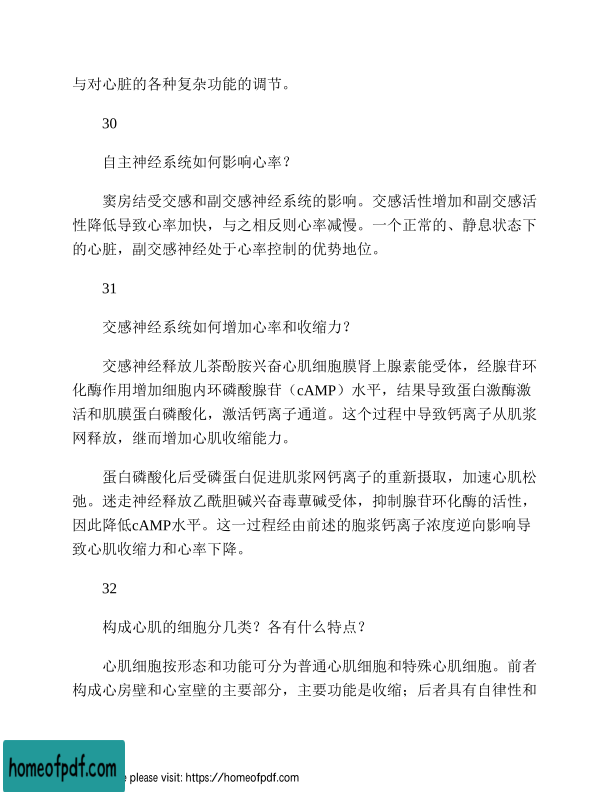 与对心脏的各种复杂功能的调节。
30
自主神经系统如何影响心率？
窦房结受交感和副交感神经系统的影响。交感活性增加和副交感活
性降低导致心率加快，与之相反则心率减慢。一个正常的、静息状态下
的心脏，副交感神经处于心率控制的优势地位。
31
交感神经系统如何增加心率和收缩力？
交感神经释放儿茶酚胺兴奋心肌细胞膜肾上腺素能受体，经腺苷环
化酶作用增加细胞内环磷酸腺苷（cAMP）水平，结果导致蛋白激酶激
活和肌膜蛋白磷酸化，激活钙离子通道。这个过程中导致钙离子从肌浆
网释放，继而增加心肌收缩能力。
蛋白磷酸化后受磷蛋白促进肌浆网钙离子的重新摄取，加速心肌松
弛。迷走神经释放乙酰胆碱兴奋毒蕈碱受体，抑制腺苷环化酶的活性，
因此降低cAMP水平。这一过程经由前述的胞浆钙离子浓度逆向影响导
致心肌收缩力和心率下降。
32
构成心肌的细胞分几类？各有什么特点？
心肌细胞按形态和功能可分为普通心肌细胞和特殊心肌细胞。前者
构成心房壁和心室壁的主要部分，主要功能是收缩；后者具有自律性和
homeofpdf.com
e please visit: https://homeofpdf.com